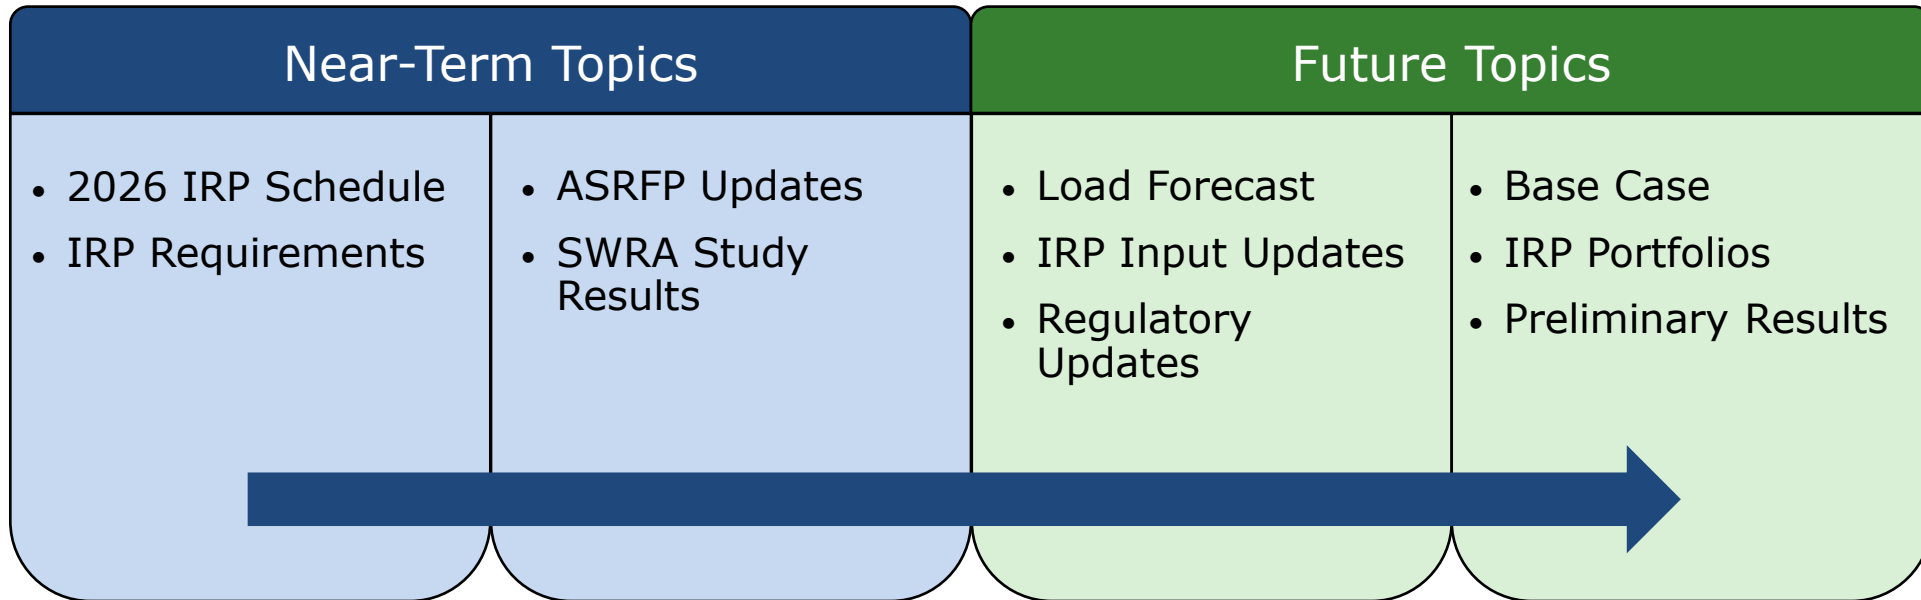 Near-Term Topics
Future Topics
• 2026 IRP Schedule
• IRP Requirements
• ASRFP Updates
• SWRA Study
Results
• Load Forecast
• IRP Input Updates
• Regulatory
Updates
• Base Case
• IRP Portfolios
• Preliminary Results